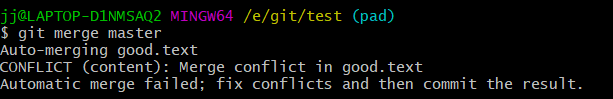 jj@LAPTOP-D1NMSAQ2 MINGW64 /e/git/test (pad)
$ git merge master
Auto-merging good.text
CONFLICT (content): Merge conflict in good.text
Automatic merge failed; fix conflicts and then commit the result.